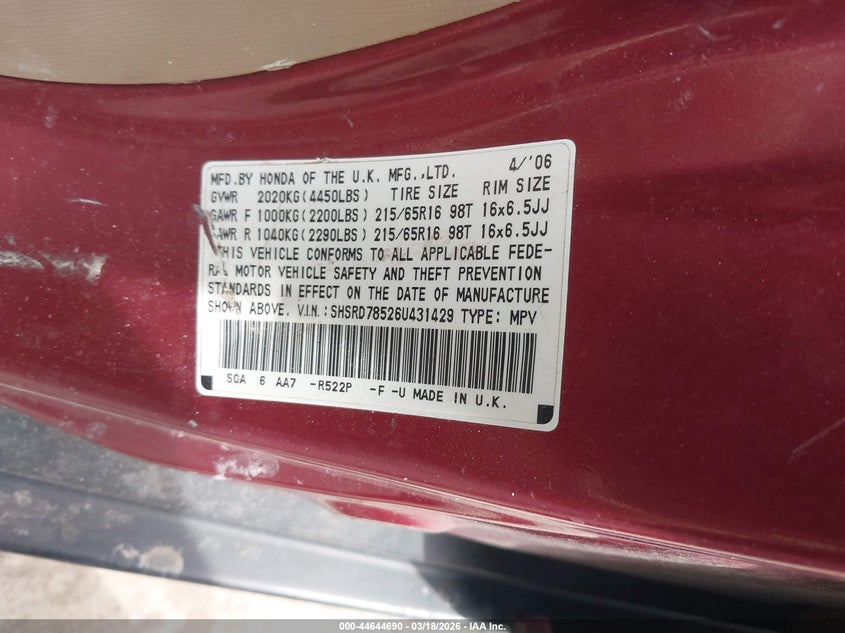 MFD.BY HONDA OF THE U.K. MFG.,LTD. 4/'06
GVWR 2020KG(4450LBS) TIRE SIZE RIM SIZE
GAWR F 1000KG(2200LBS) 215/65R16 98T 16x6.5JJ
GAWR R 1040KG(2290LBS) 215/65R16 98T 16x6.5JJ
THIS VEHICLE CONFORMS TO ALL APPLICABLE FEDE-
RAL MOTOR VEHICLE SAFETY AND THEFT PREVENTION
STANDARDS IN EFFECT ON THE DATE OF MANUFACTURE
SHOWN ABOVE. V.I.N.: SHSRD78526U431429 TYPE: MPV
SCA 6 AA7 -R522P -F -U MADE IN U.K.
000-44644690 — 03/18/2026 — IAA Inc.